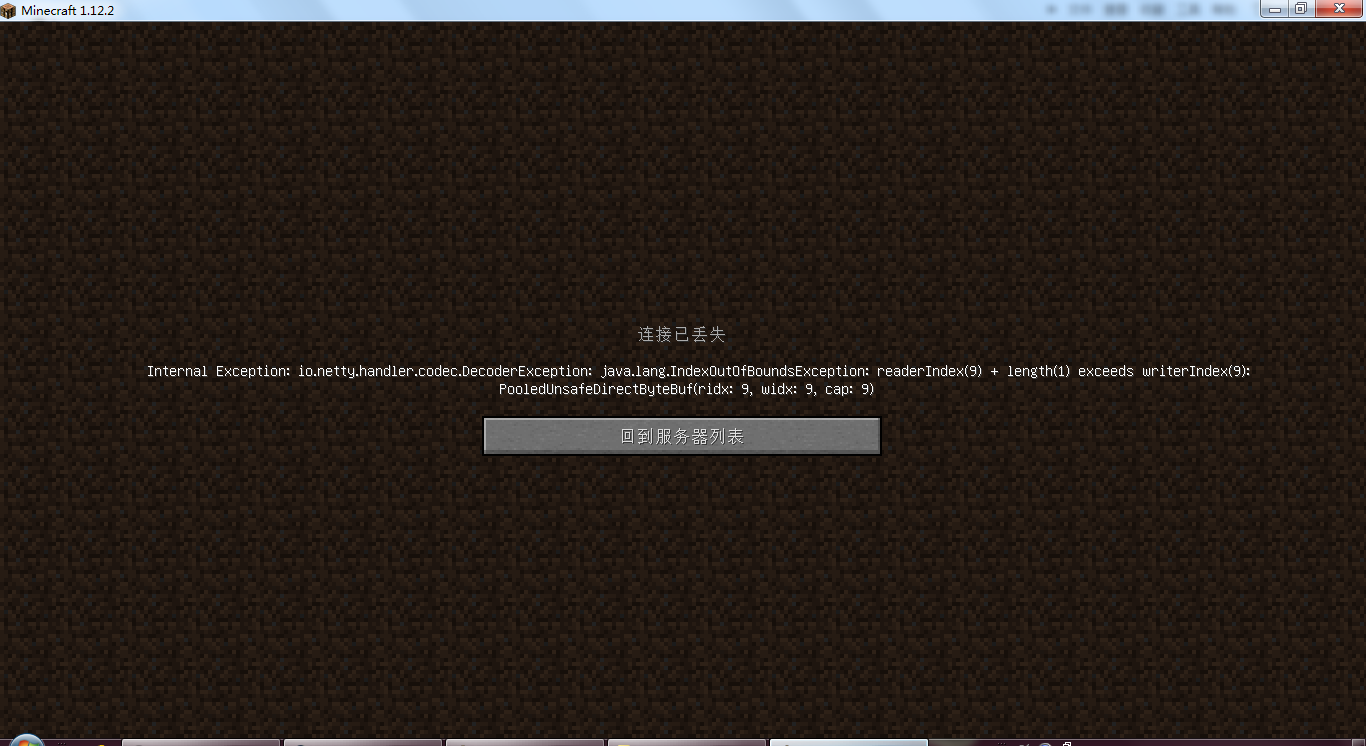 Minecraft 1.12.2
连接已丢失
Internal Exception: io.netty.handler.codec.DecoderException: java.lang.IndexOutOfBoundsException: readerIndex(9) + length(1) exceeds writerIndex(9):
PooledUnsafeDirectByteBuf(ridx: 9, widx: 9, cap: 9)
回到服务器列表